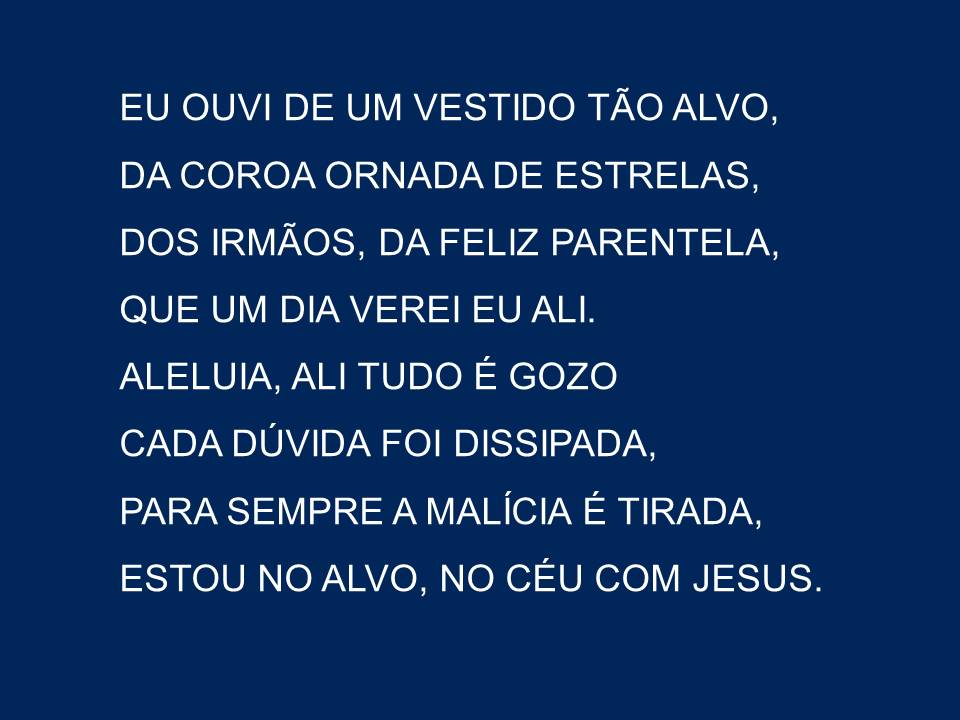 EU OUVI DE UM VESTIDO TÃO ALVO,
DA COROA ORNADA DE ESTRELAS,
DOS IRMÃOS, DA FELIZ PARENTELA,
QUE UM DIA VEREI EU ALI.
ALELUIA, ALI TUDO É GOZO
CADA DÚVIDA FOI DISSIPADA,
PARA SEMPRE A MALÍCIA É TIRADA,
ESTOU NO ALVO, NO CÉU COM JESUS.